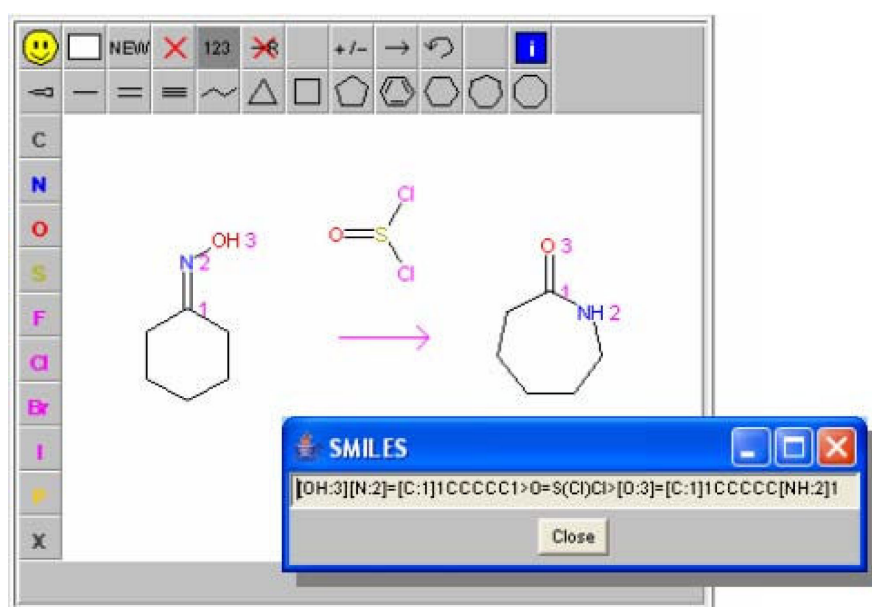 NEW 123 R +/- i
C
N
O
S
F
Cl
Br
I
P
X
Cl
O S
Cl
OH 3
N 2
1
O 3
1
NH 2
SMILES
[OH:3][N:2]=[C:1]1CCCCC1>O=S(Cl)Cl>[O:3]=[C:1]1CCCCC[NH:2]1
Close